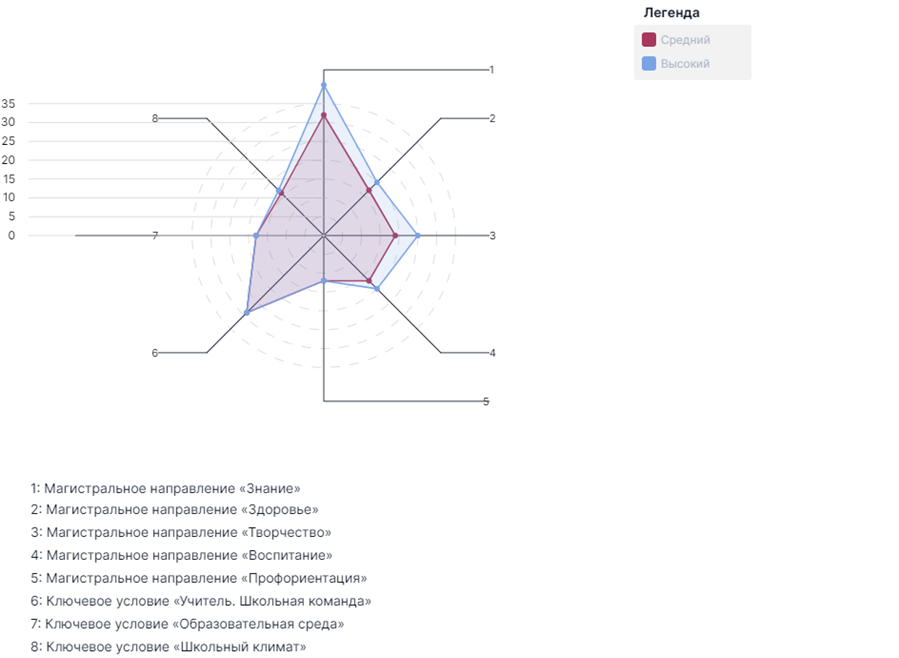 Легенда
Средний
Высокий
1
2
3
4
5
6
7
8
35
30
25
20
15
10
5
0
1: Магистральное направление «Знание»
2: Магистральное направление «Здоровье»
3: Магистральное направление «Творчество»
4: Магистральное направление «Воспитание»
5: Магистральное направление «Профориентация»
6: Ключевое условие «Учитель. Школьная команда»
7: Ключевое условие «Образовательная среда»
8: Ключевое условие «Школьный климат»